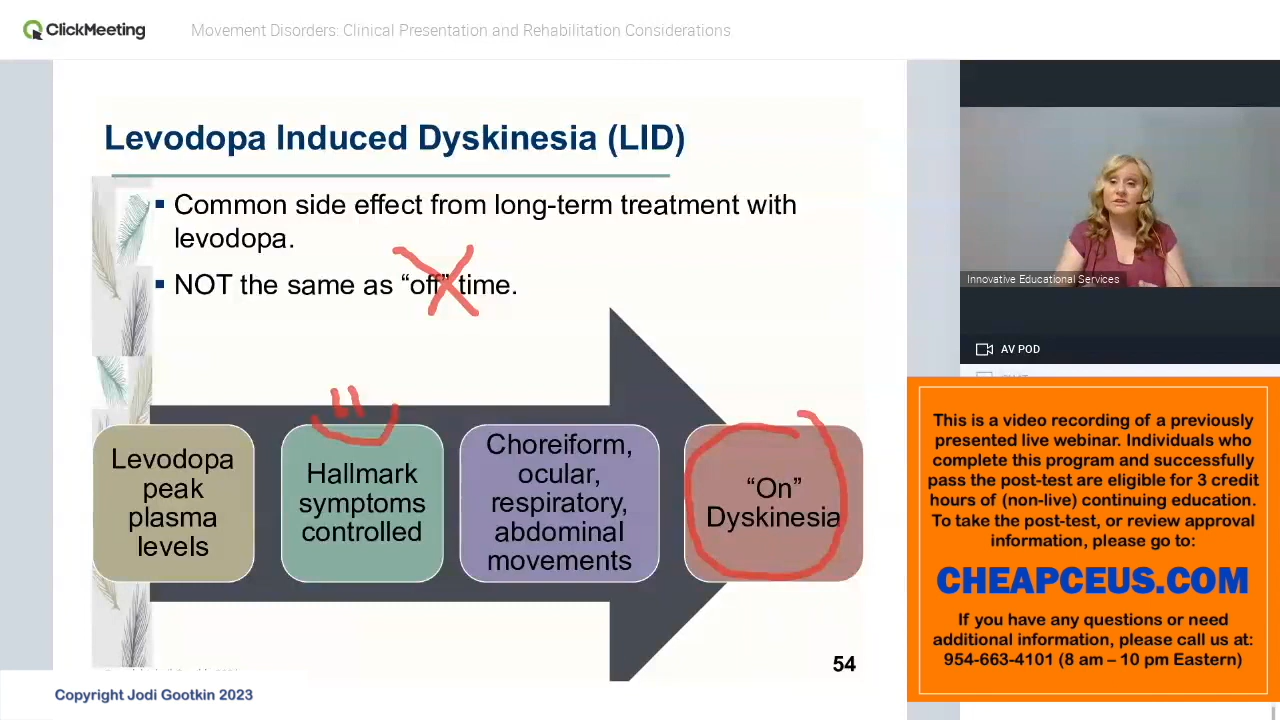 ClickMeeting
Movement Disorders: Clinical Presentation and Rehabilitation Considerations
Levodopa Induced Dyskinesia (LID)
▪ Common side effect from long-term treatment with
levodopa.
▪ NOT the same as “off” time.
Levodopa
peak
plasma
levels
Hallmark
symptoms
controlled
Choreiform,
ocular,
respiratory,
abdominal
movements
“On”
Dyskinesia
54
Copyright Jodi Gootkin 2023
Innovative Educational Services
AV POD
This is a video recording of a previously
presented live webinar. Individuals who
complete this program and successfully
pass the post-test are eligible for 3 credit
hours of (non-live) continuing education.
To take the post-test, or review approval
information, please go to:
CHEAPCEUS.COM
If you have any questions or need
additional information, please call us at:
954-663-4101 (8 am – 10 pm Eastern)